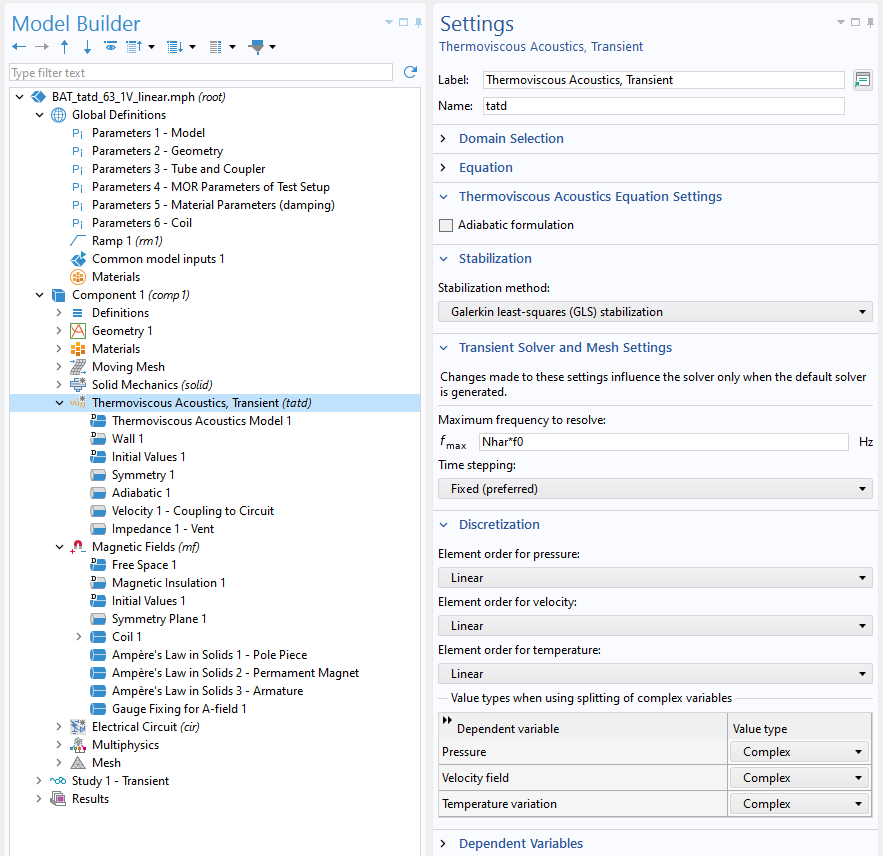 Model Builder
Type filter text
BAT_tatd_63_1V_linear.mph (root)
Global Definitions
Parameters 1 - Model
Parameters 2 - Geometry
Parameters 3 - Tube and Coupler
Parameters 4 - MOR Parameters of Test Setup
Parameters 5 - Material Parameters (damping)
Parameters 6 - Coil
Ramp 1 (rm1)
Common model inputs 1
Materials
Component 1 (comp1)
Definitions
Geometry 1
Materials
Moving Mesh
Solid Mechanics (solid)
Thermoviscous Acoustics, Transient (tatd)
Thermoviscous Acoustics Model 1
Wall 1
Initial Values 1
Symmetry 1
Adiabatic 1
Velocity 1 - Coupling to Circuit
Impedance 1 - Vent
Magnetic Fields (mf)
Free Space 1
Magnetic Insulation 1
Initial Values 1
Symmetry Plane 1
Coil 1
Ampère's Law in Solids 1 - Pole Piece
Ampère's Law in Solids 2 - Permament Magnet
Ampère's Law in Solids 3 - Armature
Gauge Fixing for A-field 1
Electrical Circuit (cir)
Multiphysics
Mesh
Study 1 - Transient
Results
Settings
Thermoviscous Acoustics, Transient
Label: Thermoviscous Acoustics, Transient
Name: tatd
Domain Selection
Equation
Thermoviscous Acoustics Equation Settings
Adiabatic formulation
Stabilization
Stabilization method:
Galerkin least-squares (GLS) stabilization
Transient Solver and Mesh Settings
Changes made to these settings influence the solver only when the default solver
is generated.
Maximum frequency to resolve:
fmax Nhar*f0 Hz
Time stepping:
Fixed (preferred)
Discretization
Element order for pressure:
Linear
Element order for velocity:
Linear
Element order for temperature:
Linear
Value types when using splitting of complex variables
Dependent variable Value type
Pressure Complex
Velocity field Complex
Temperature variation Complex
Dependent Variables